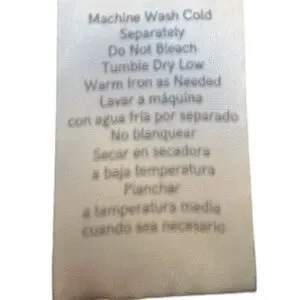 Machine Wash Cold
Separately
Do Not Bleach
Tumble Dry Low
Warm Iron as Needed
Lavar a máquina
con agua fría por separado
No blanquear
Secar en secadora
a baja temperatura
Planchar
a temperatura media
cuando sea necesario